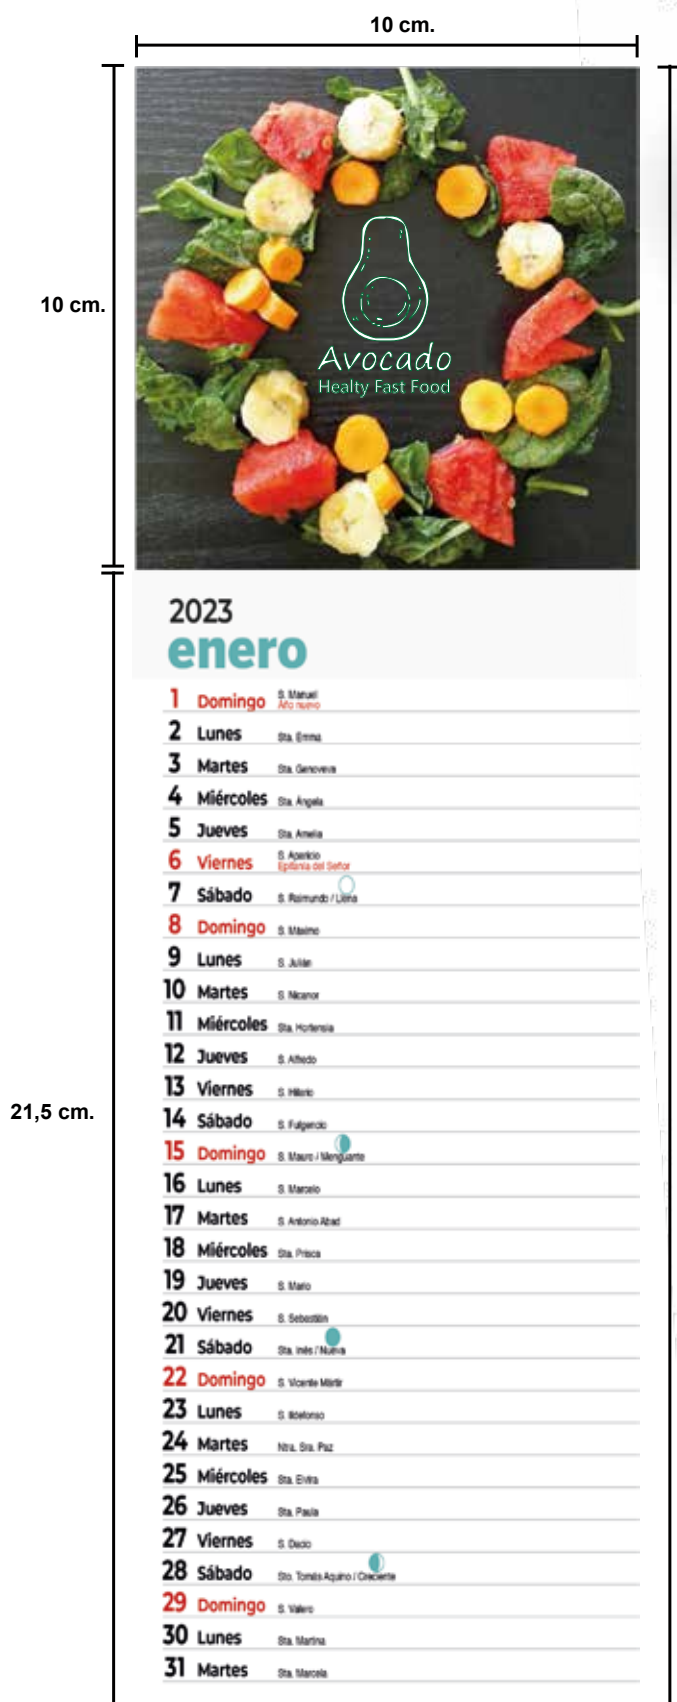 10 cm.
10 cm.
Avocado
Healty Fast Food
2023
enero
21,5 cm.
1 Domingo S. Manuel
Año nuevo
2 Lunes Sta. Emma
3 Martes Sta. Genoveva
4 Miércoles Sta. Ángela
5 Jueves Sta. Amelia
6 Viernes S. Aparicio
Epifanía del Señor
7 Sábado S. Raimundo / Llena
8 Domingo S. Máximo
9 Lunes S. Julián
10 Martes S. Nicanor
11 Miércoles Sta. Hortensia
12 Jueves S. Alfredo
13 Viernes S. Hilario
14 Sábado S. Fulgencio
15 Domingo S. Mauro / Menguante
16 Lunes S. Marcelo
17 Martes S. Antonio Abad
18 Miércoles Sta. Prisca
19 Jueves S. Mario
20 Viernes S. Sebastián
21 Sábado Sta. Inés / Nueva
22 Domingo S. Vicente Mártir
23 Lunes S. Ildefonso
24 Martes Ntra. Sra. Paz
25 Miércoles Sta. Elvira
26 Jueves Sta. Paula
27 Viernes S. Dacio
28 Sábado Sto. Tomás Aquino / Creciente
29 Domingo S. Valero
30 Lunes Sta. Martina
31 Martes Sta. Marcela